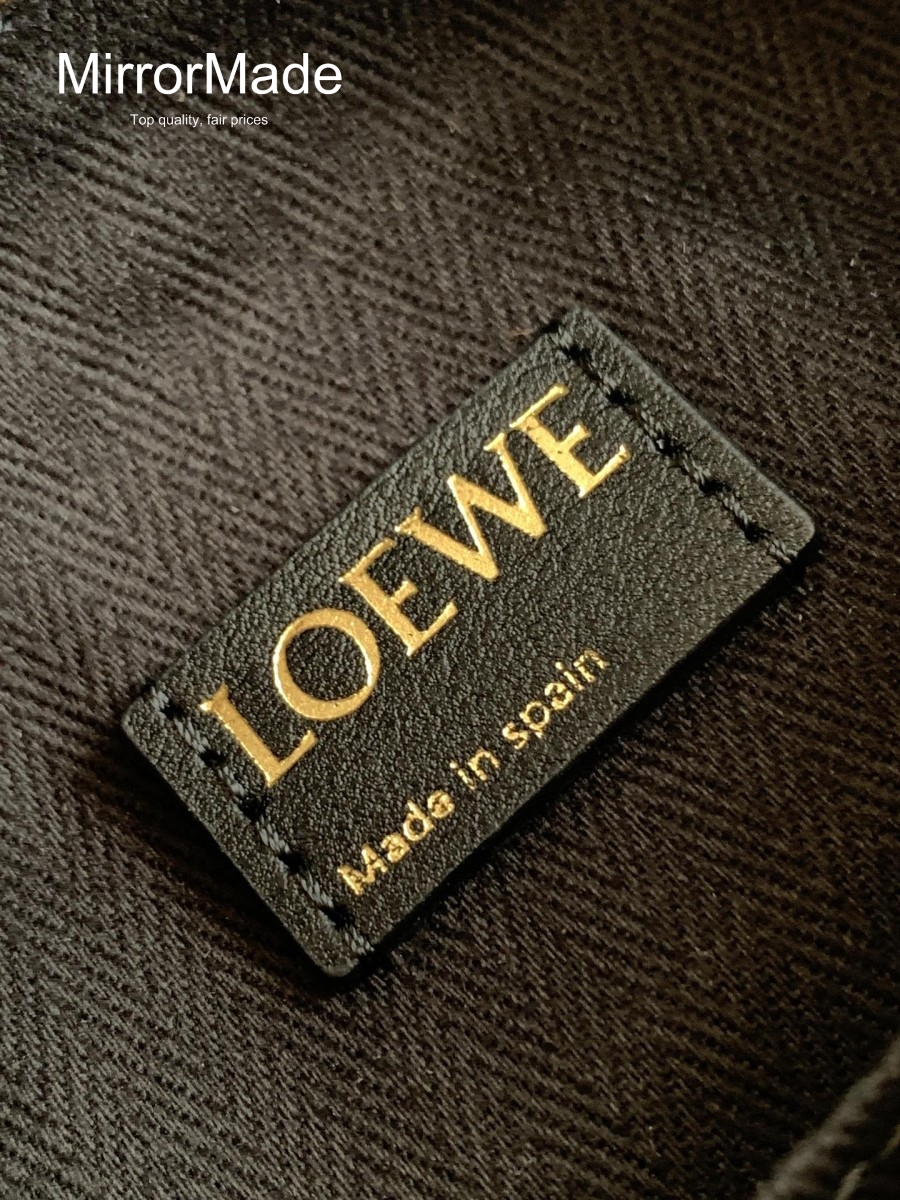 MirrorMade
Top quality, fair prices
LOEWE
Made in spain